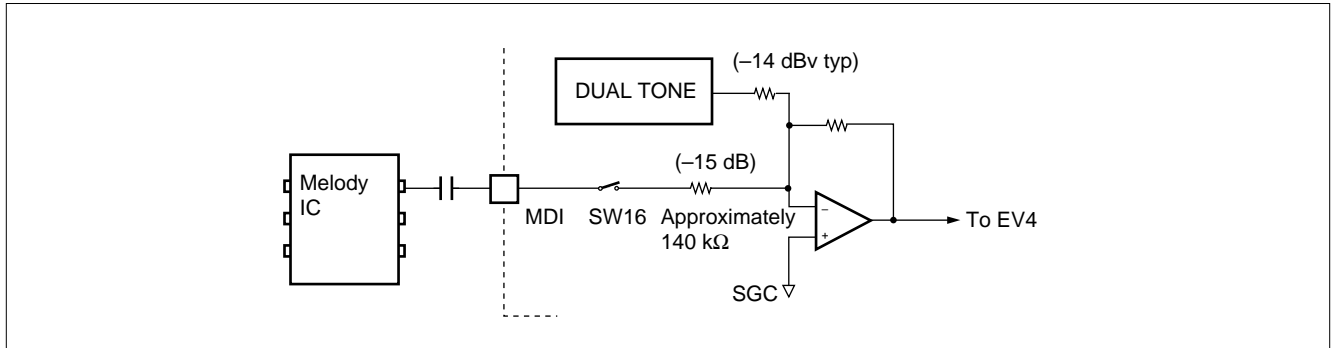 (–14 dBv typ)
DUAL TONE
(–15 dB)
Melody
IC
MDI
SW16
Approximately
140 kΩ
–
+
To EV4
SGC